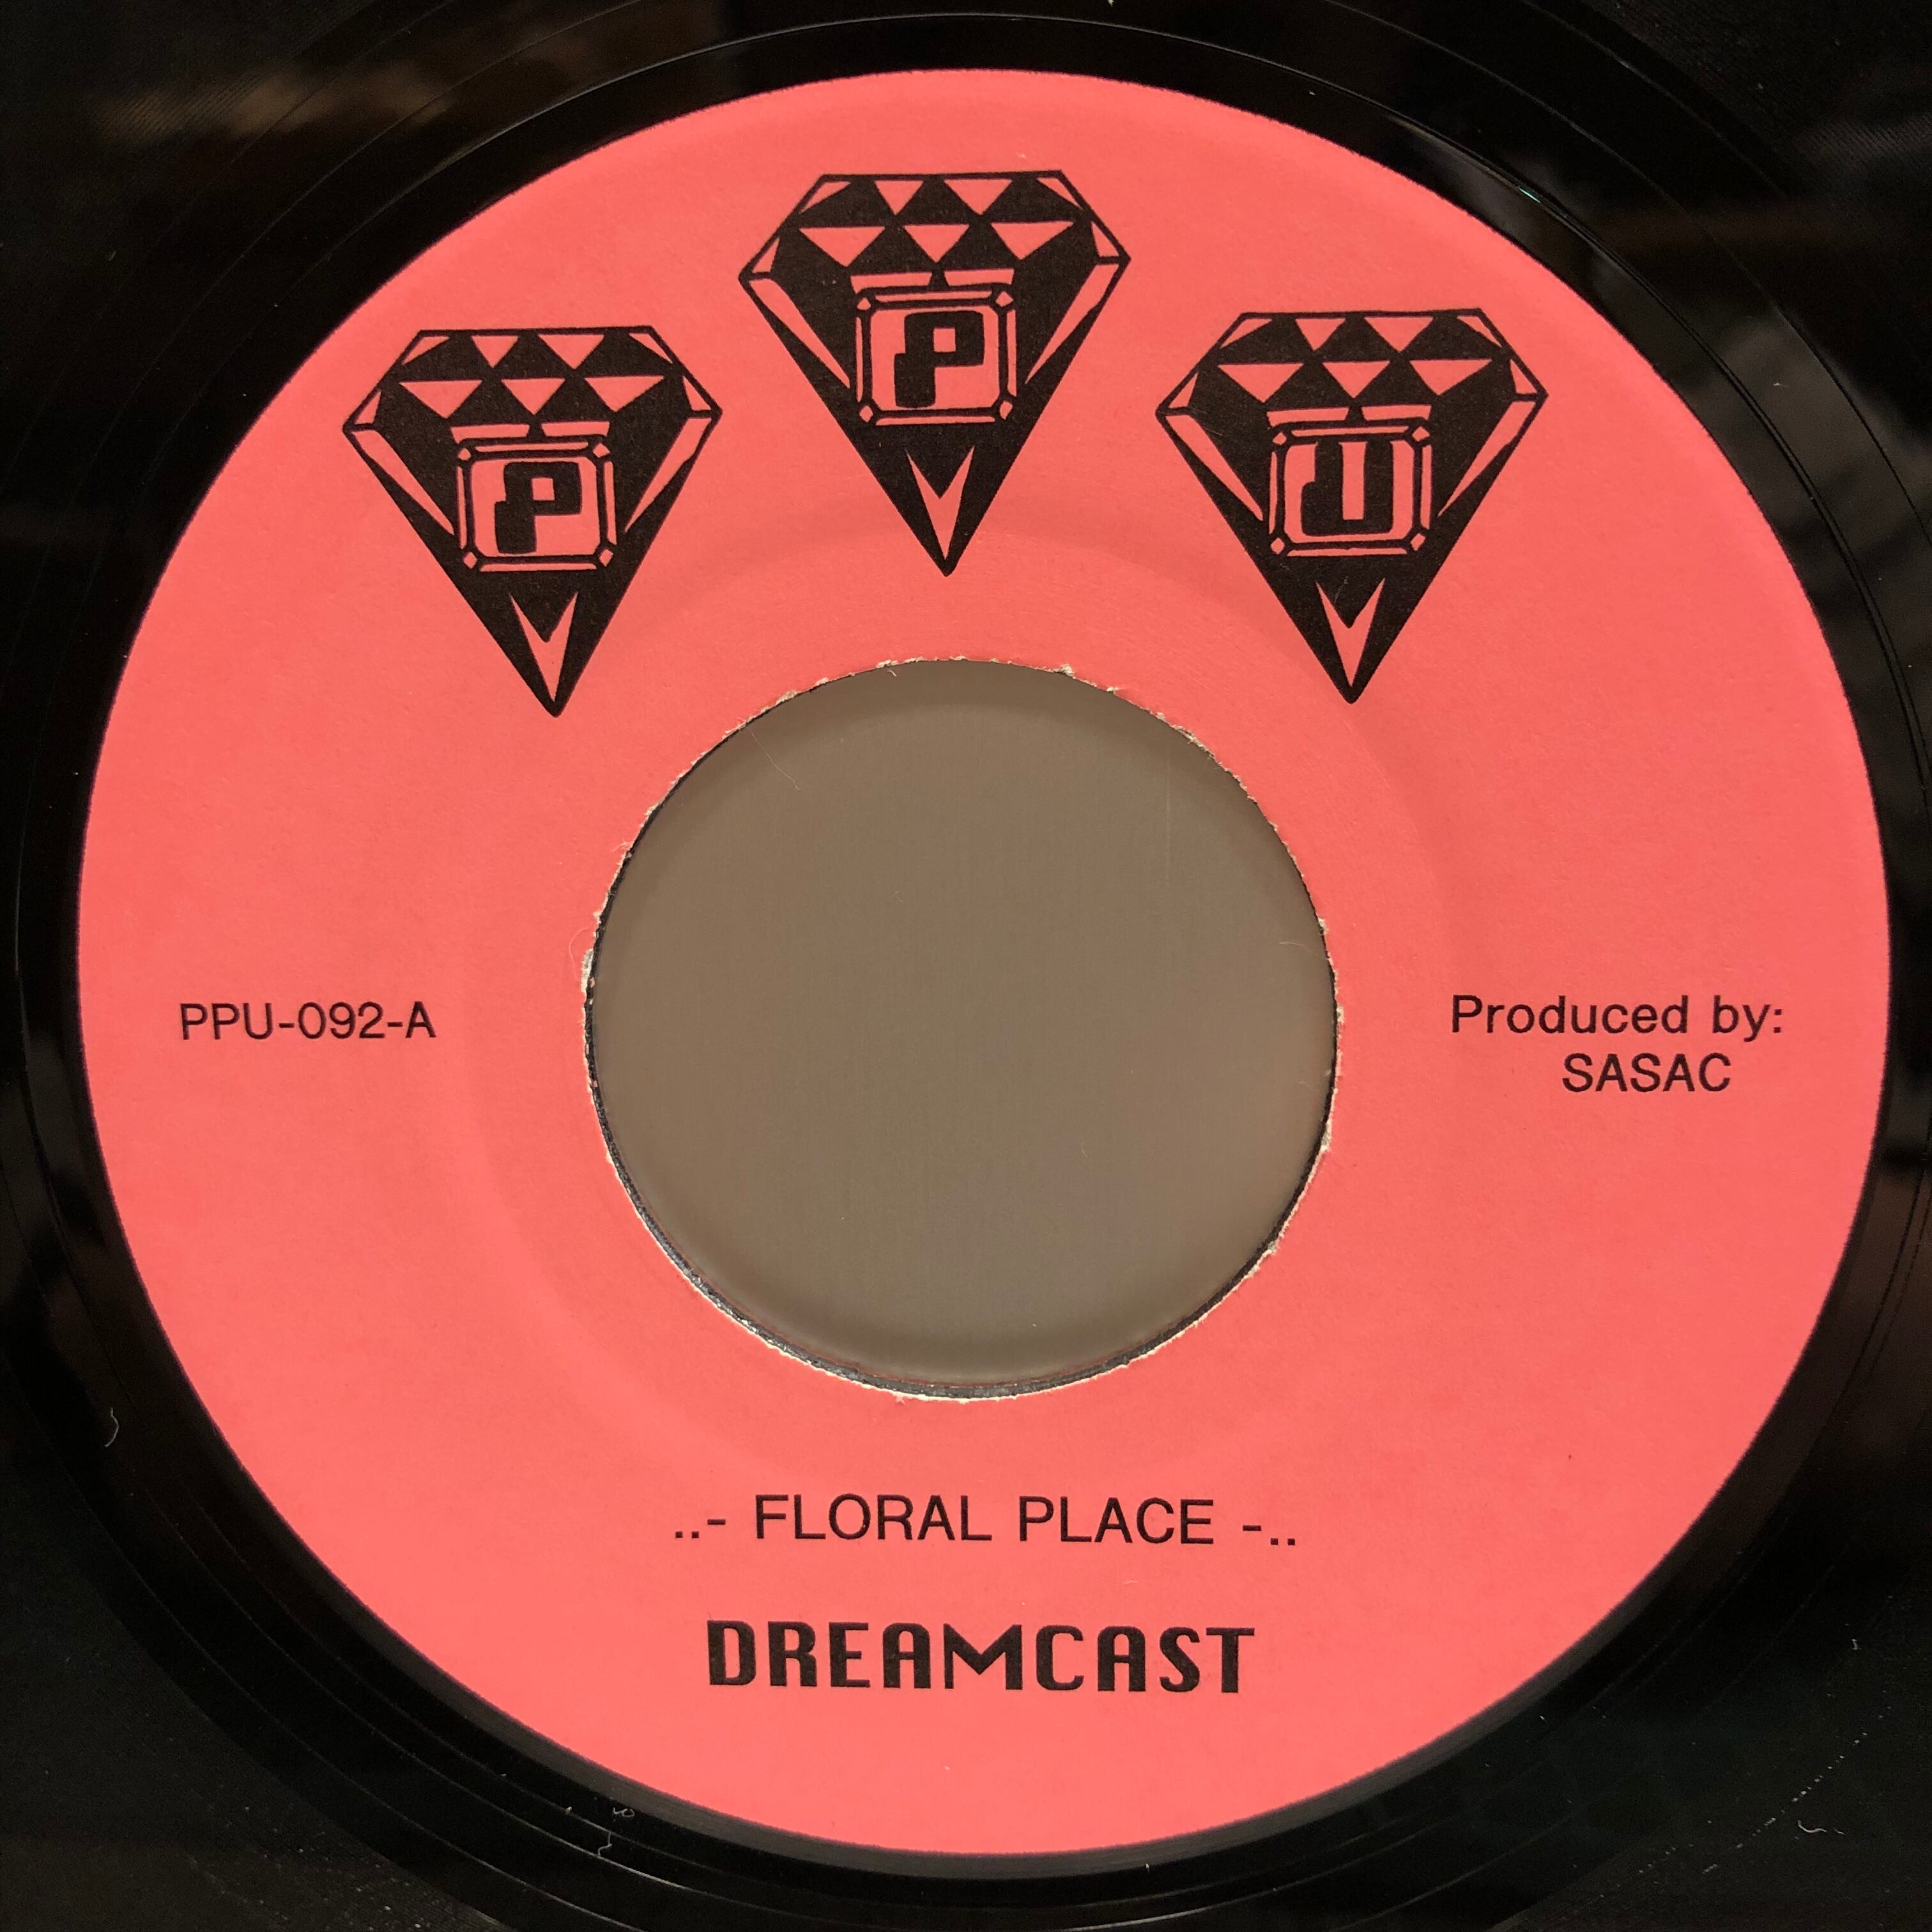 P P U
PPU-092-A
Produced by:
SASAC
..- FLORAL PLACE -..
DREAMCAST